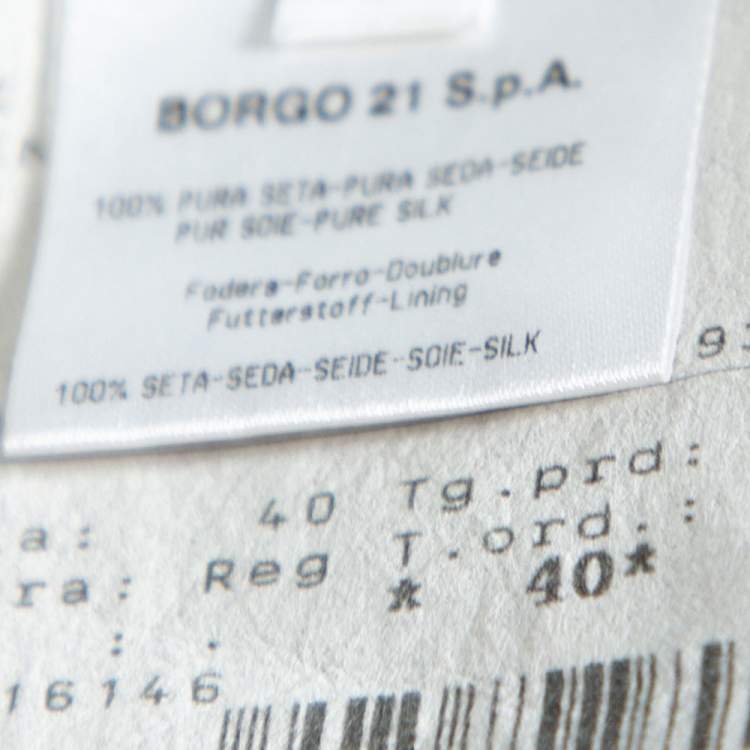 BORGO 21 S.p.A.
100% PURA SETA-PURA SEDA-SEIDE
PUR SOIE-PURE SILK
Fodera-Forro-Doublure
Futterstoff-Lining
100% SETA-SEDA-SEIDE-SOIE-SILK
a: 40 Tg.prd:
ra: Reg T.ord.:
: . * 40*
16146